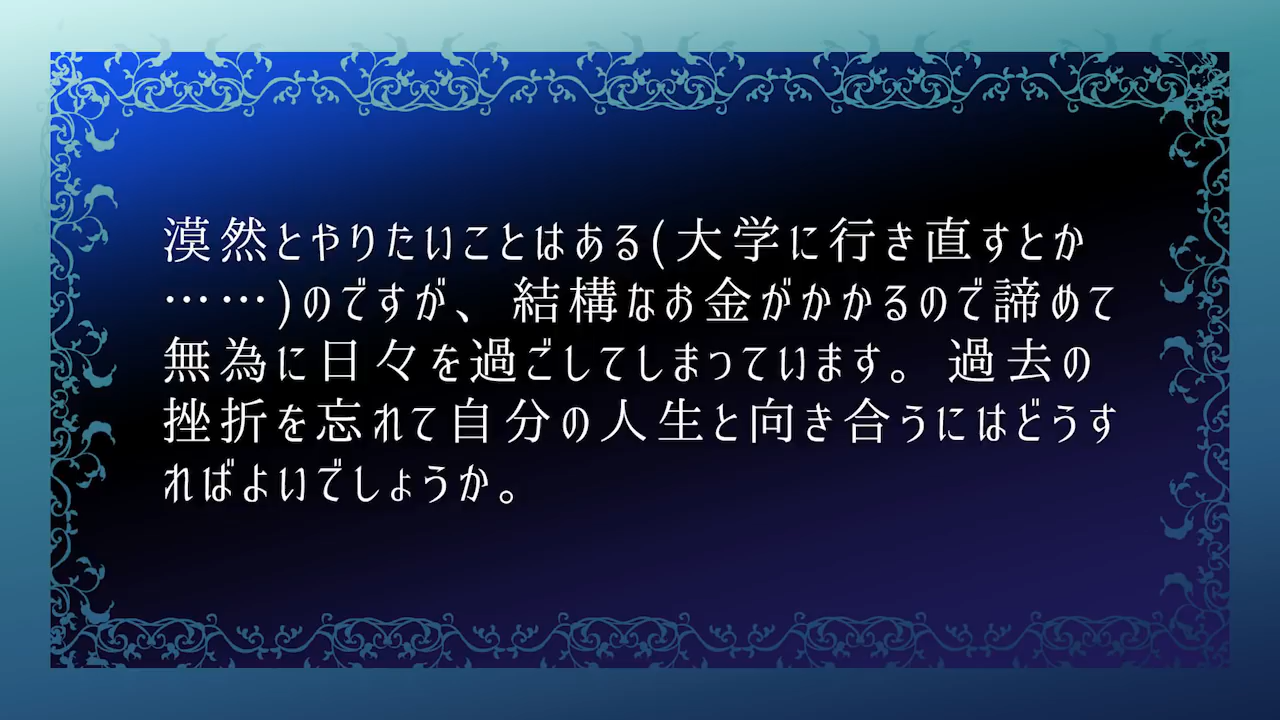 漠然とやりたいことはある(大学に行き直すとか
……)のですが、 結構なお金がかかるので諦めて
無為に日々を過ごしてしまっています。 過去の
挫折を忘れて自分の人生と向き合うにはどうす
ればよいでしょうか。